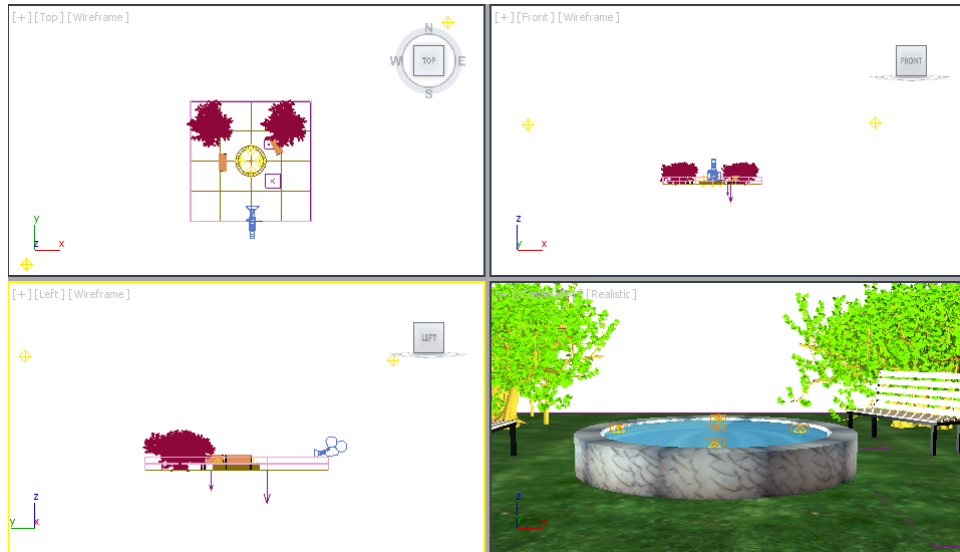 [+] [Top] [Wireframe]
N
W TOP E
S
y
z x
[+] [Front] [Wireframe]
FRONT
z
y x
[+] [Left] [Wireframe]
LEFT
z
y x
[Realistic]
z
x